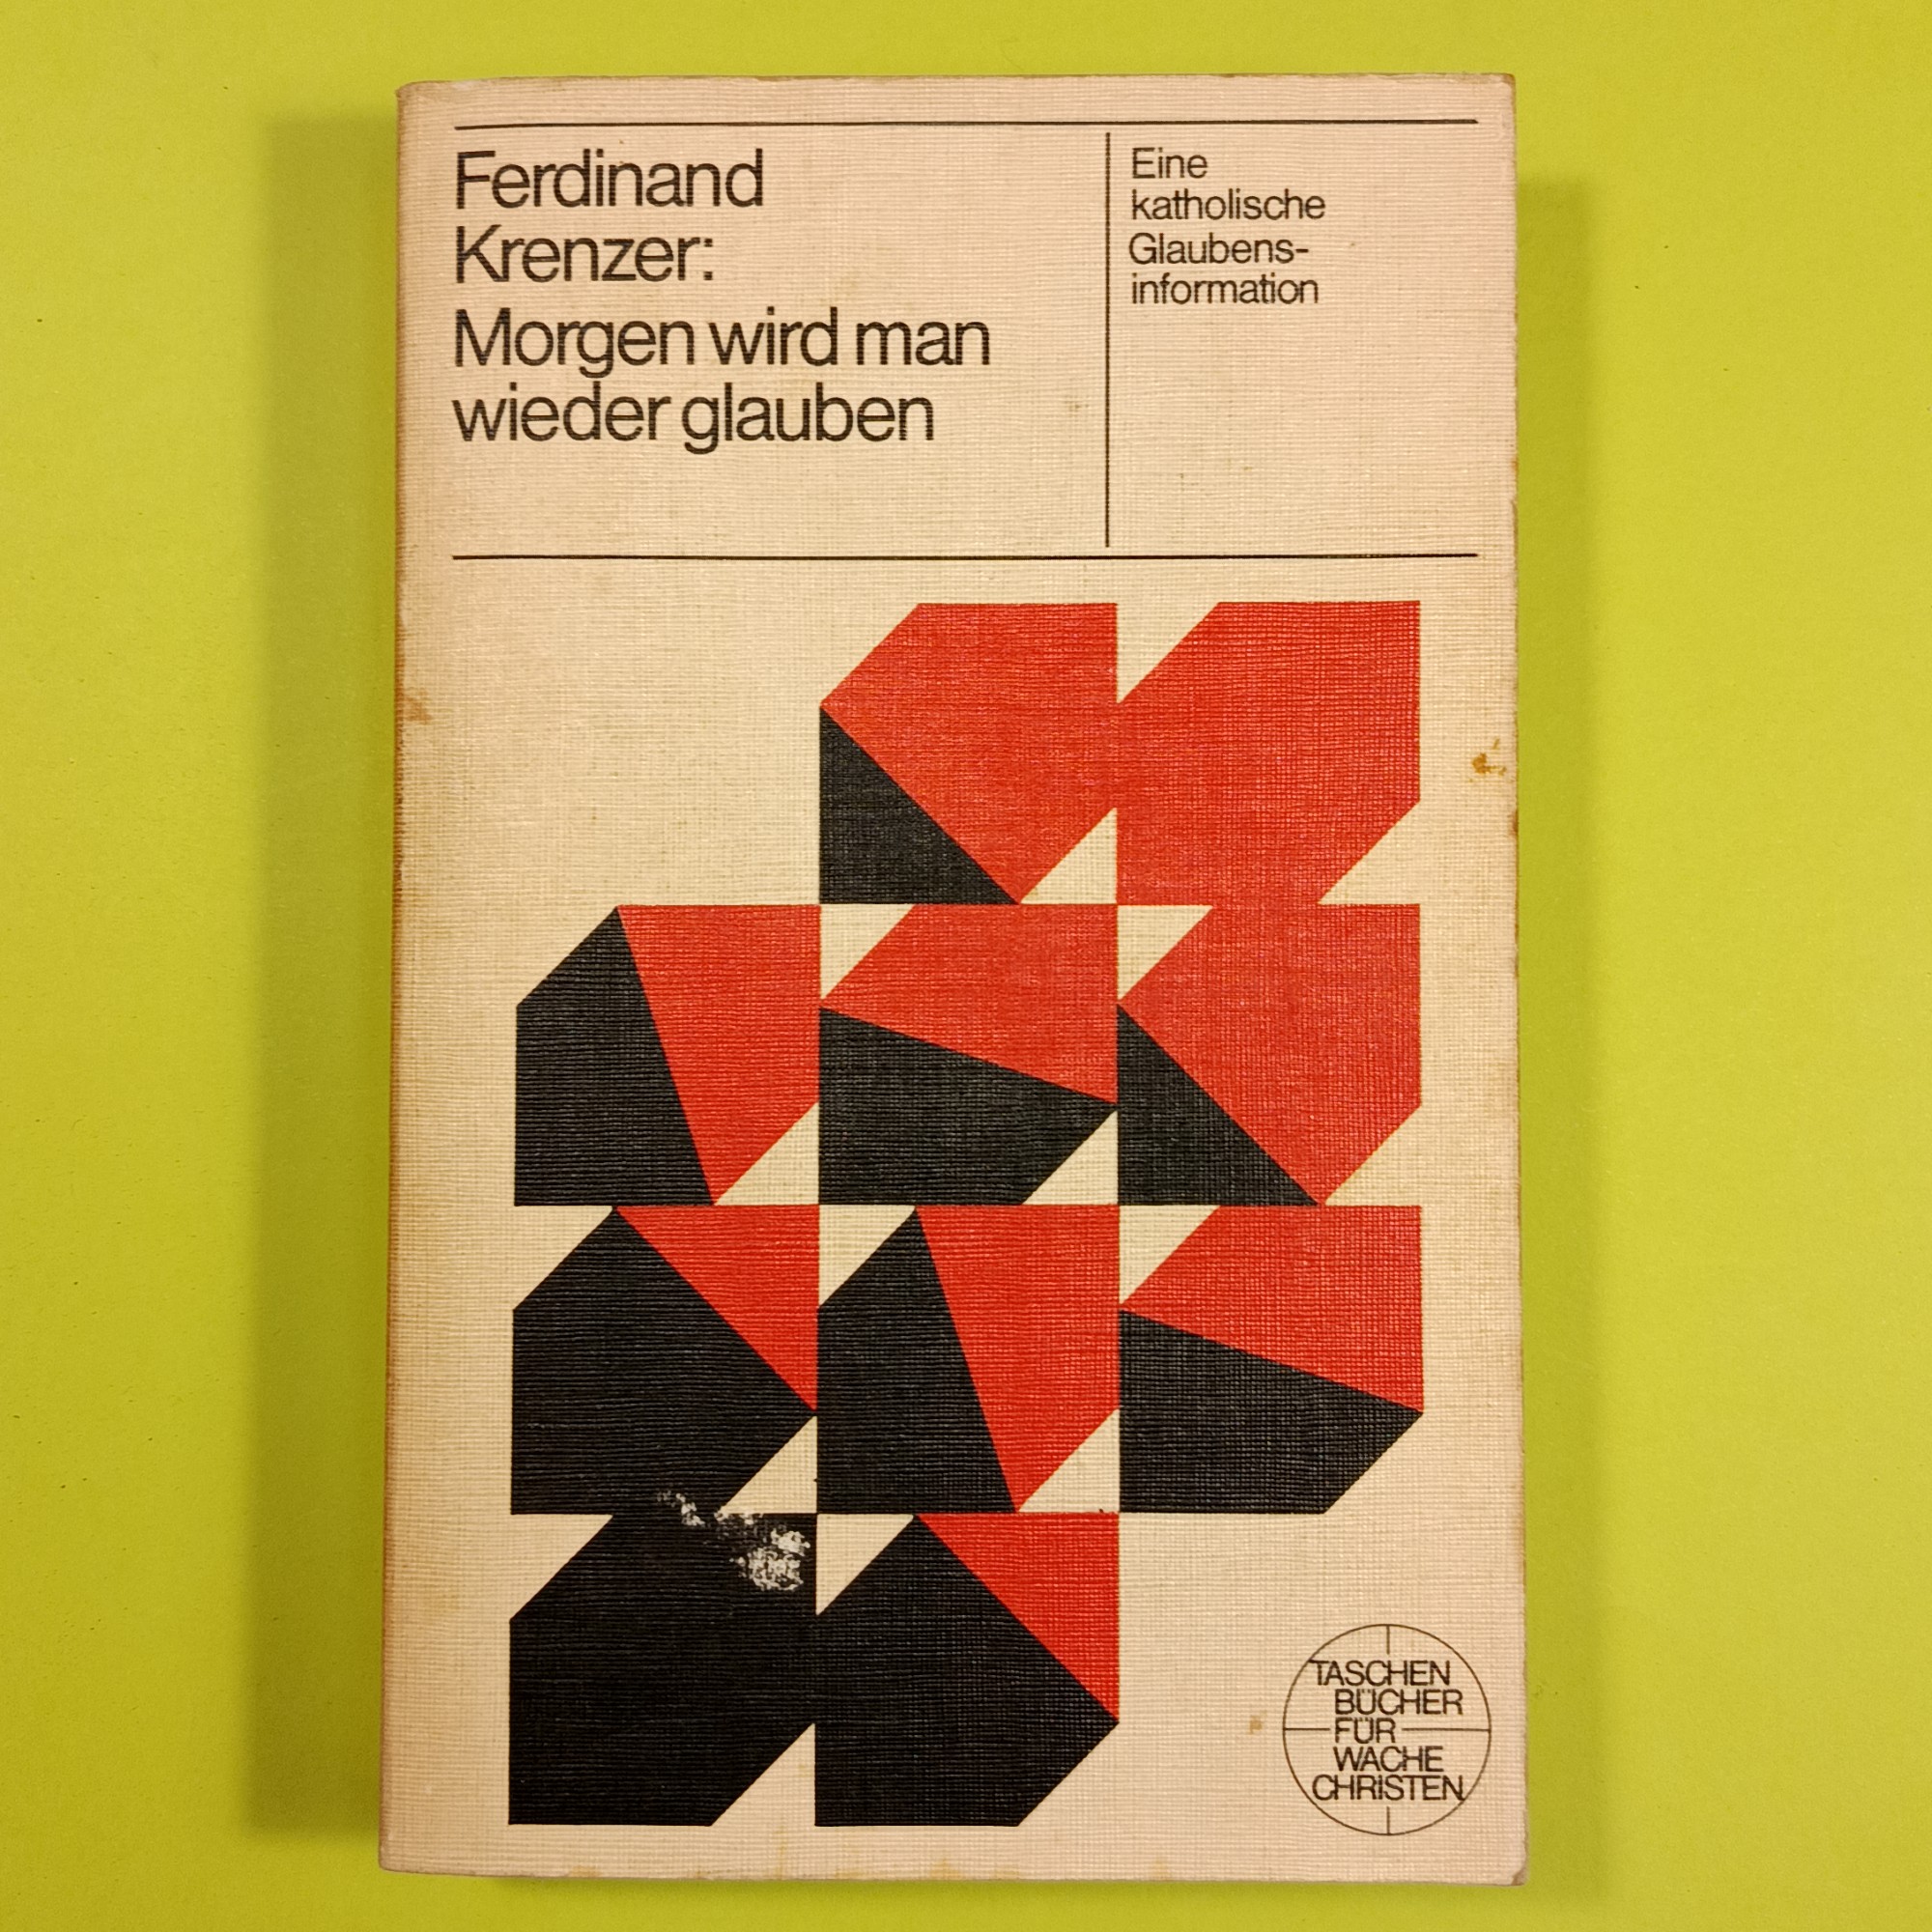 Ferdinand
Krenzer:
Morgen wird man
wieder glauben
Eine
katholische
Glaubens-
information
TASCHEN
BÜCHER
FÜR
WACHE
CHRISTEN